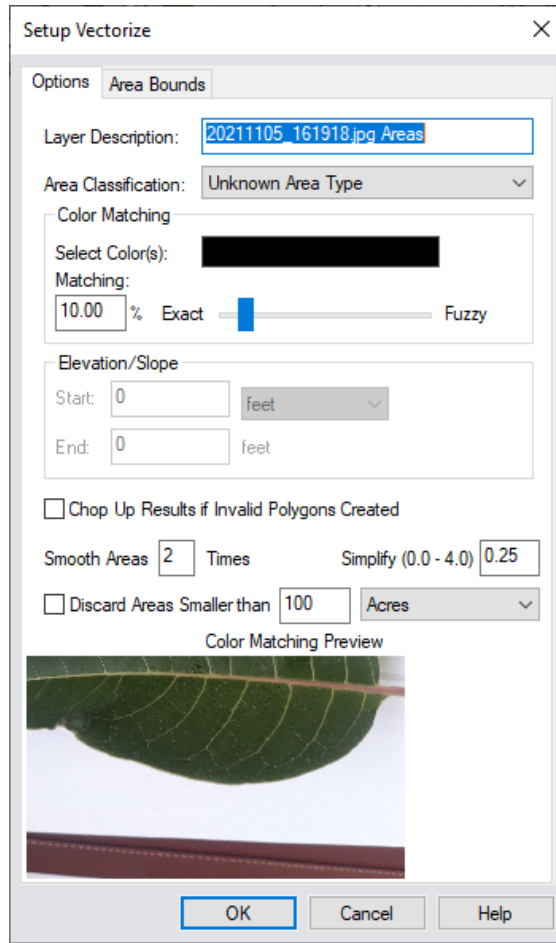 Setup Vectorize
Options Area Bounds
Layer Description: 20211105_161918.jpg Areas
Area Classification: Unknown Area Type
Color Matching
Select Color(s):
Matching:
10.00 % Exact Fuzzy
Elevation/Slope
Start: 0 feet
End: 0 feet
Chop Up Results if Invalid Polygons Created
Smooth Areas 2 Times Simplify (0.0 - 4.0) 0.25
Discard Areas Smaller than 100 Acres
Color Matching Preview
OK Cancel Help